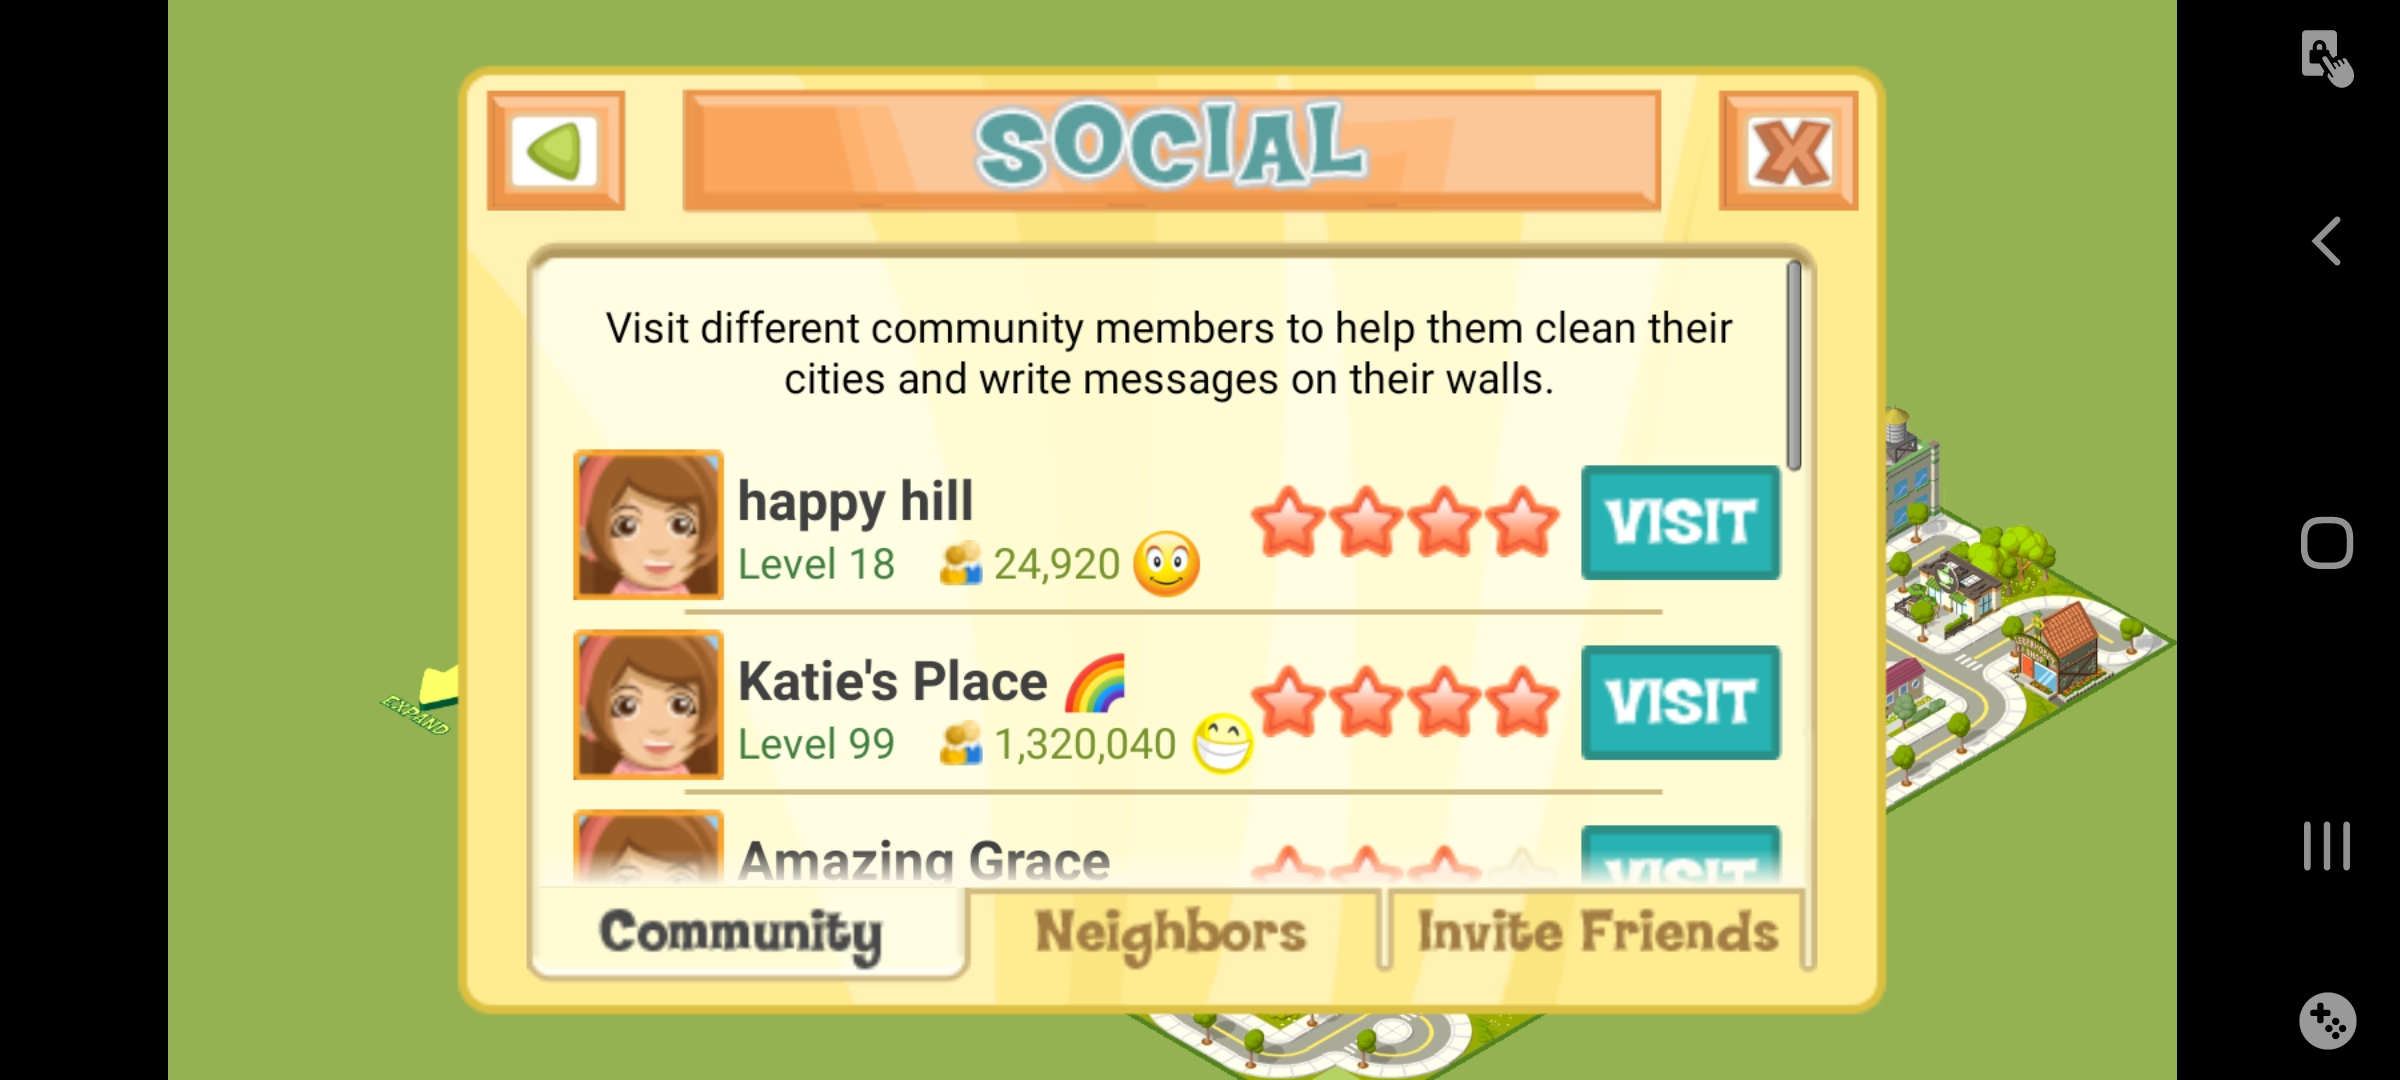 SOCIAL
Visit different community members to help them clean their
cities and write messages on their walls.
happy hill
Level 18 24,920
VISIT
Katie's Place 🌈
Level 99 1,320,040
VISIT
Amazing Grace
VISIT
Community Neighbors Invite Friends
EXPAND